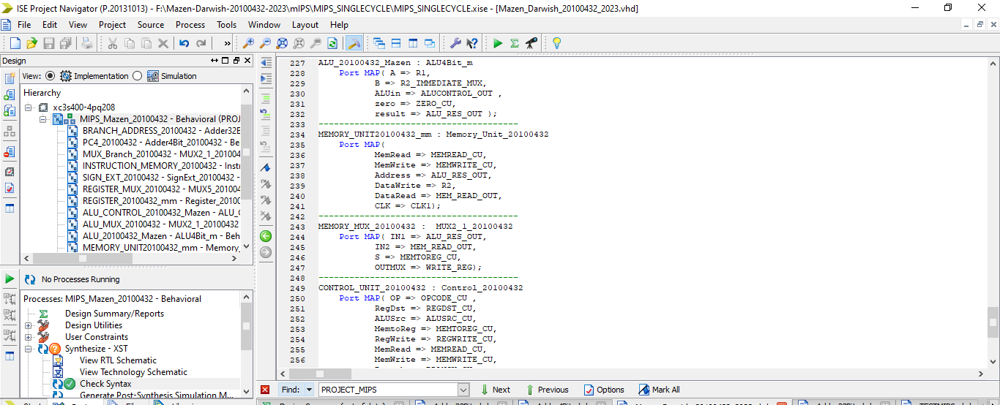 ISE Project Navigator (P.20131013) - F:\Mazen-Darwish-20100432-2023\mIPS\MIPS_SINGLECYCLE\MIPS_SINGLECYCLE.xise - [Mazen_Darwish_20100432_2023.vhd]
File Edit View Project Source Process Tools Window Layout Help
Design
View: Implementation Simulation
Hierarchy
xc3s400-4pq208
MIPS_Mazen_20100432 - Behavioral (PROJ
BRANCH_ADDRESS_20100432 - Adder32B
PC4_20100432 - Adder4Bit_20100432 - Be
MUX_Branch_20100432 - MUX2_1_201004
INSTRUCTION_MEMORY_20100432 - Instr
SIGN_EXT_20100432 - SignExt_20100432 -
REGISTER_MUX_20100432 - MUX5_201004
REGISTER_20100432_mm - Register_20100
ALU_CONTROL_20100432_Mazen - ALU_C
ALU_MUX_20100432 - MUX2_1_20100432
ALU_20100432_Mazen - ALU4Bit_m - Beh
MEMORY_UNIT20100432_mm - Memory_
No Processes Running
Processes: MIPS_Mazen_20100432 - Behavioral
Design Summary/Reports
Design Utilities
User Constraints
Synthesize - XST
View RTL Schematic
View Technology Schematic
Check Syntax
Generate Post-Synthesis Simulation M...
227 ALU_20100432_Mazen : ALU4Bit_m
228 Port MAP( A => R1,
229 B => R2_IMMEDIATE_MUX,
230 ALUin => ALUCONTROL_OUT ,
231 zero => ZERO_CU,
232 result => ALU_RES_OUT );
233 ---------------------------------------
234 MEMORY_UNIT20100432_mm : Memory_Unit_20100432
235 Port MAP(
236 MemRead => MEMREAD_CU,
237 MemWrite => MEMWRITE_CU,
238 Address => ALU_RES_OUT,
239 DataWrite => R2,
240 DataRead => MEM_READ_OUT,
241 CLK => CLK1);
242 ---------------------------------------
243 MEMORY_MUX_20100432 : MUX2_1_20100432
244 Port MAP( IN1 => ALU_RES_OUT,
245 IN2 => MEM_READ_OUT,
246 S => MEMTOREG_CU,
247 OUTMUX => WRITE_REG);
248 ---------------------------------------
249 CONTROL_UNIT_20100432 : Control_20100432
250 Port MAP( OP => OPCODE_CU ,
251 RegDst => REGDST_CU,
252 ALUSrc => ALUSRC_CU,
253 MemtoReg => MEMTOREG_CU,
254 RegWrite => REGWRITE_CU,
255 MemRead => MEMREAD_CU,
256 MemWrite => MEMWRITE_CU,
Find: PROJECT_MIPS Next Previous Options Mark All